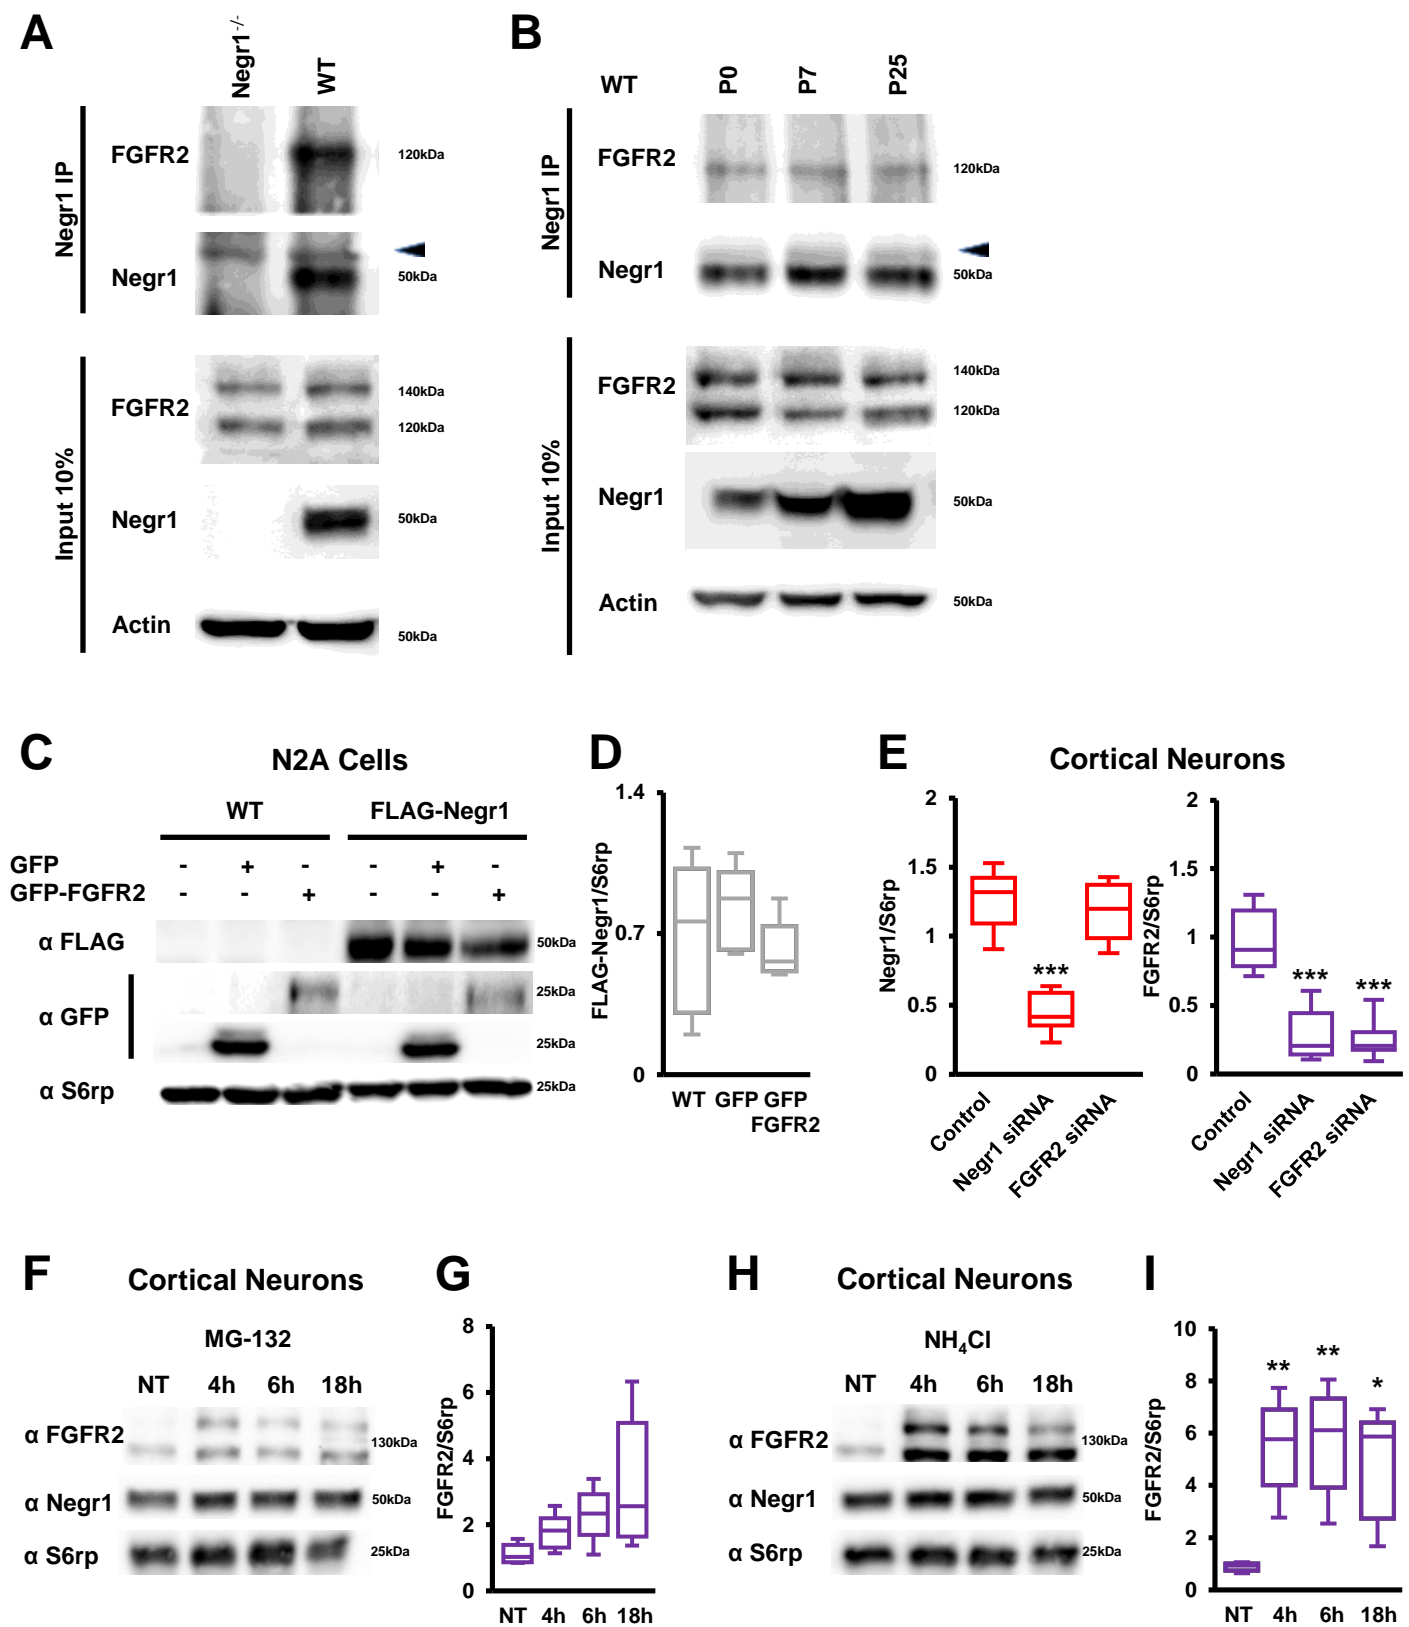 A
Negr1-/-
WT
Negr1 IP
FGFR2
120kDa
Negr1
50kDa
Input 10%
FGFR2
140kDa
120kDa
Negr1
50kDa
Actin
50kDa
B
WT
P0
P7
P25
Negr1 IP
FGFR2
120kDa
Negr1
50kDa
Input 10%
FGFR2
140kDa
120kDa
Negr1
50kDa
Actin
50kDa
C
N2A Cells
WT
FLAG-Negr1
GFP - + - - + -
GFP-FGFR2 - - + - - +
α FLAG
50kDa
α GFP
25kDa
25kDa
α S6rp
25kDa
D
FLAG-Negr1/S6rp
1.4
0.7
0
WT GFP GFP
FGFR2
E
Cortical Neurons
Negr1/S6rp
2
1.5
1
0.5
0
***
Control
Negr1 siRNA
FGFR2 siRNA
FGFR2/S6rp
2
1.5
1
0.5
0
***
***
Control
Negr1 siRNA
FGFR2 siRNA
F
Cortical Neurons
MG-132
NT 4h 6h 18h
α FGFR2
130kDa
α Negr1
50kDa
α S6rp
25kDa
G
FGFR2/S6rp
8
6
4
2
0
NT 4h 6h 18h
H
Cortical Neurons
NH4Cl
NT 4h 6h 18h
α FGFR2
130kDa
α Negr1
50kDa
α S6rp
25kDa
I
FGFR2/S6rp
10
8
6
4
2
0
**
**
*
NT 4h 6h 18h